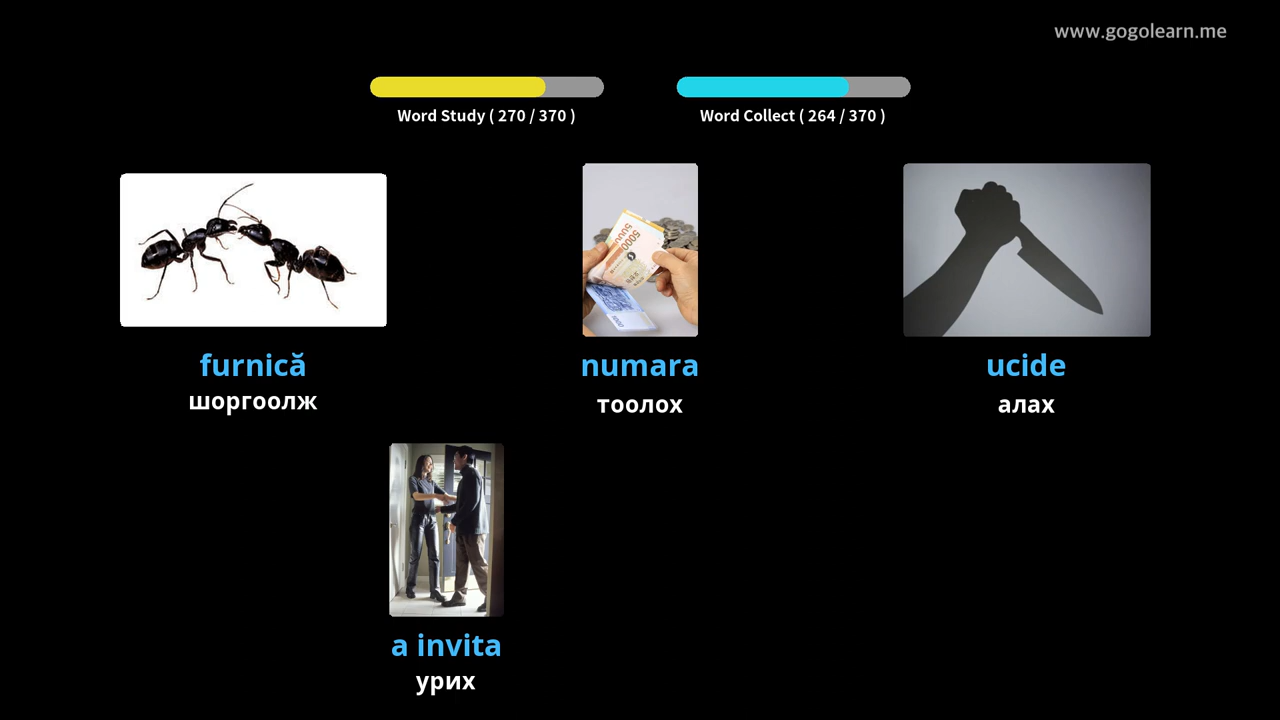 www.gogolearn.me
Word Study ( 270 / 370 )
Word Collect ( 264 / 370 )
5000
furnică
numara
ucide
шоргоолж
тоолох
алах
a invita
урих